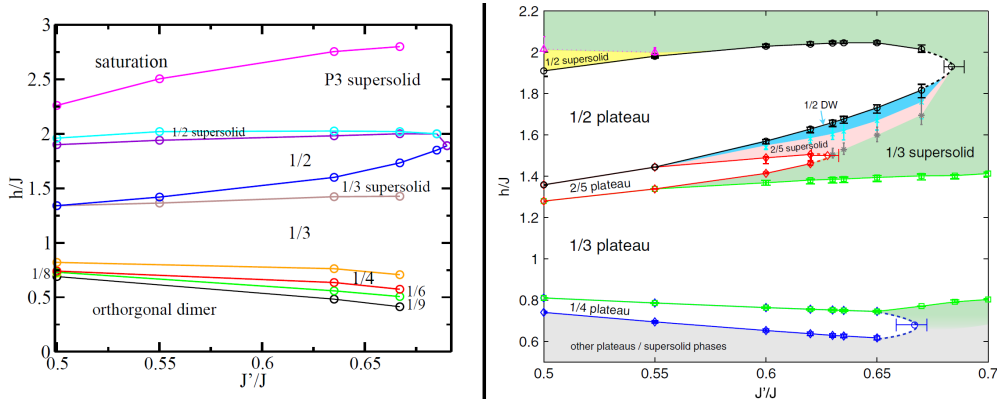 3
2.5
2
1.5
1
0.5
0
h/J
saturation
P3 supersolid
1/2 supersolid
1/2
1/3 supersolid
1/3
1/8
1/4
1/6
1/9
orthorgonal dimer
0.5
0.55
0.6
0.65
J'/J
2.2
2
1.8
1.6
1.4
1.2
1
0.8
0.6
h/J
1/2 supersolid
1/2 plateau
1/2 DW
2/5 supersolid
1/3 supersolid
2/5 plateau
1/3 plateau
1/4 plateau
other plateaus / supersolid phases
0.5
0.55
0.6
0.65
0.7
J'/J